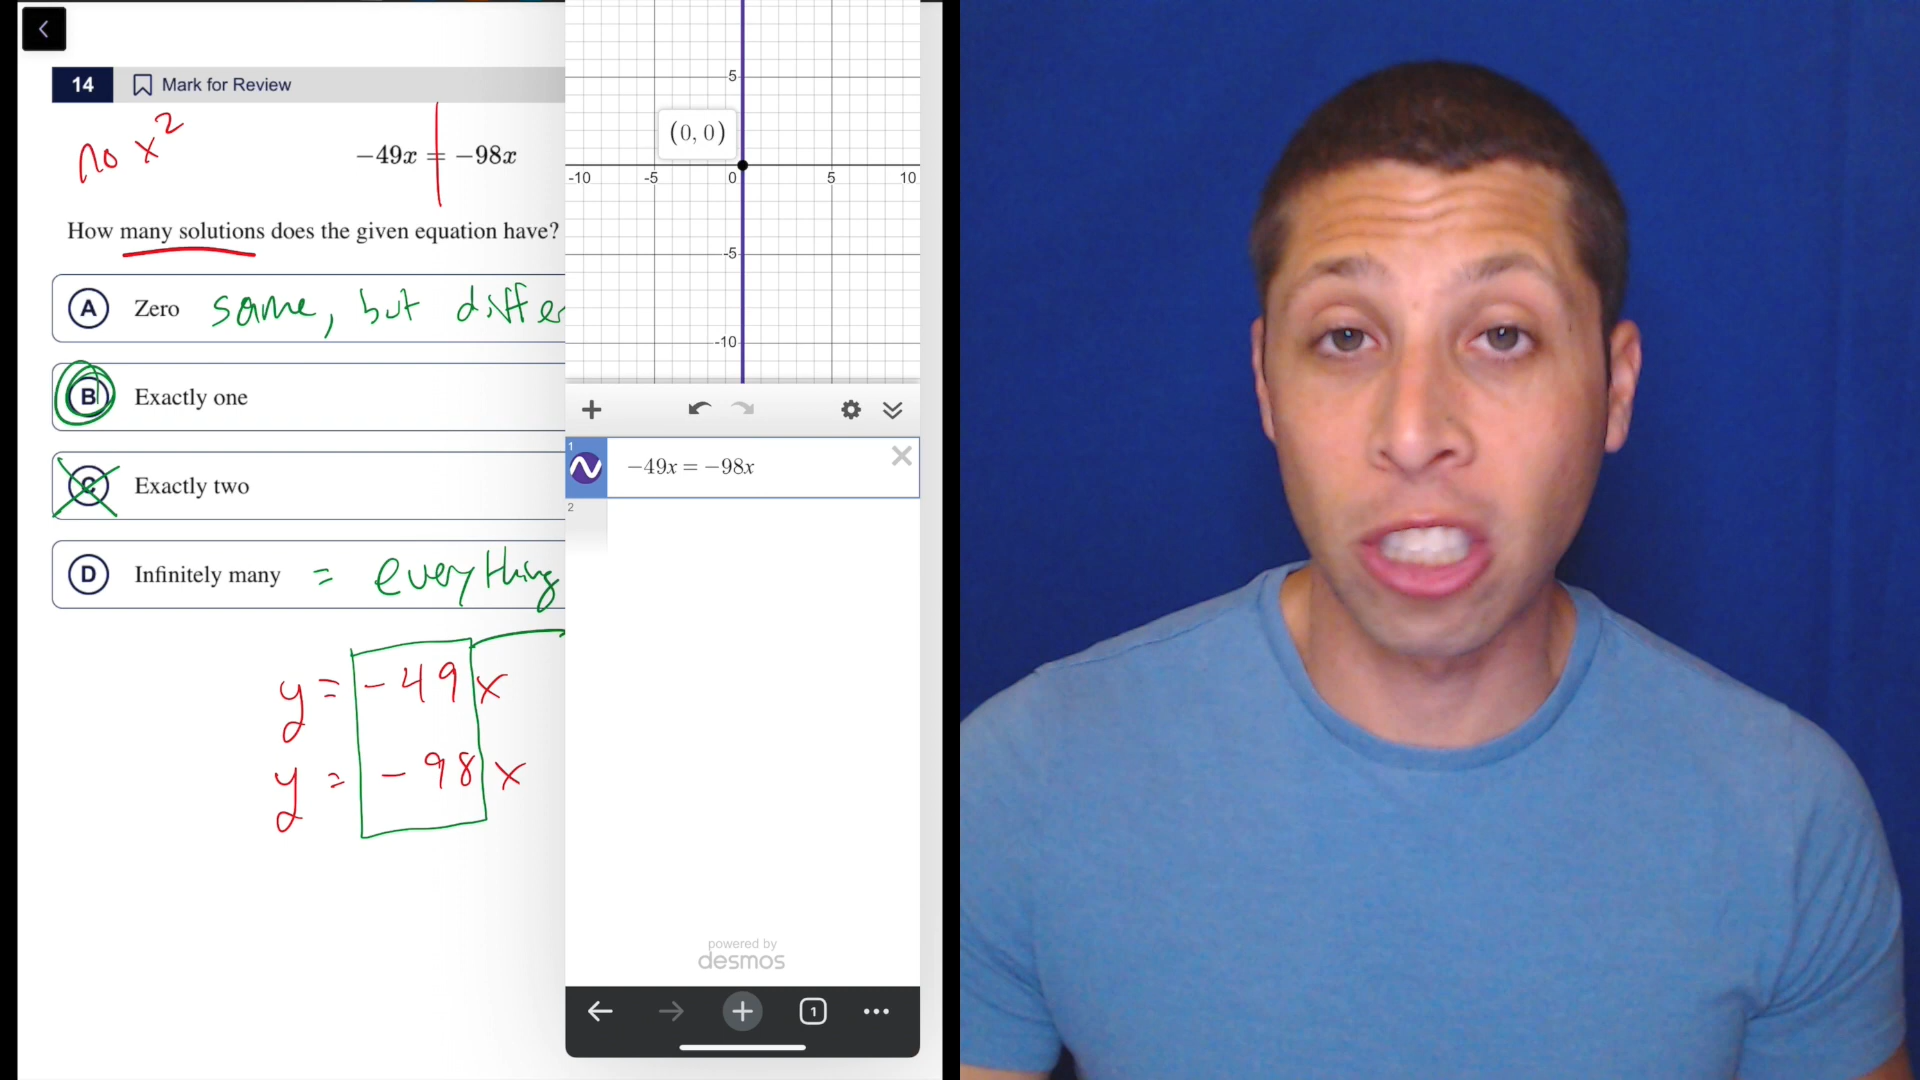 14 Mark for Review
no x²
−49x = −98x
How many solutions does the given equation have?
A Zero same, but differ
B Exactly one
C Exactly two
D Infinitely many = everything
y = -49x
y = -98x
5
(0, 0)
-10 -5 0 5 10
-5
-10
1
−49x = −98x
2
powered by
desmos
1